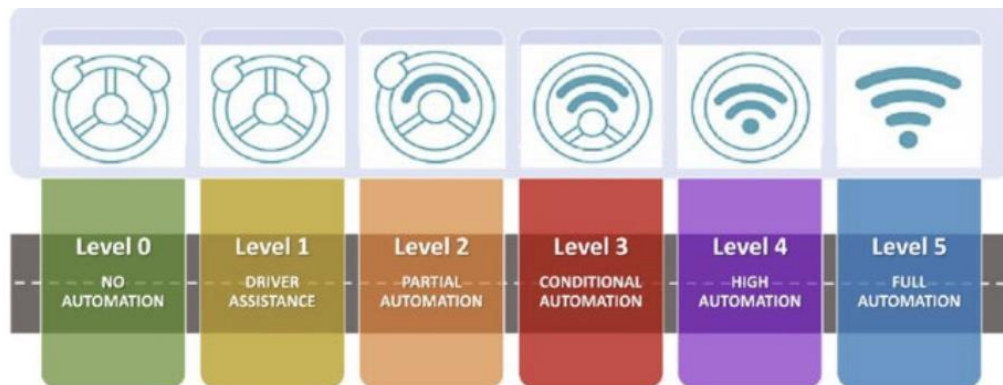 Level 0
NO
AUTOMATION
Level 1
DRIVER
ASSISTANCE
Level 2
PARTIAL
AUTOMATION
Level 3
CONDITIONAL
AUTOMATION
Level 4
HIGH
AUTOMATION
Level 5
FULL
AUTOMATION